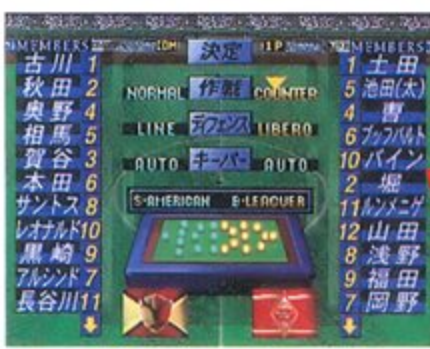 MEMBERS COM 決定 1P MEMBERS
古川 1 1 土田
秋田 2 NORMAL 作戦 COUNTER 5 池田(太)
奥野 4 4 曺
相馬 5 LINE ディフェンス LIBERO 6 ブッフバルト
賀谷 3 AUTO キーパー AUTO 10 バイン
本田 6 2 堀
サントス 8 S-AMERICAN B-LEAGUER 11 ルンメニゲ
レオナルド 10 12 山田
黒崎 9 8 浅野
アルシンド 7 9 福田
長谷川 11 7 岡野